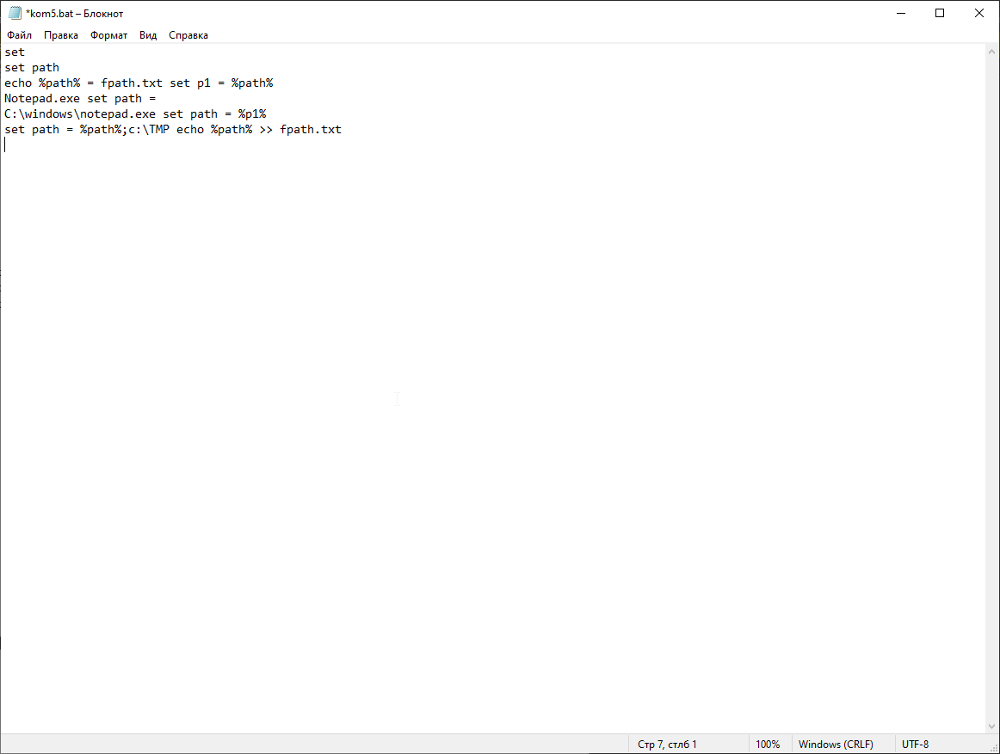 *kom5.bat – Блокнот
Файл Правка Формат Вид Справка
set
set path
echo %path% = fpath.txt set p1 = %path%
Notepad.exe set path =
C:\windows\notepad.exe set path = %p1%
set path = %path%;c:\TMP echo %path% >> fpath.txt
Стр 7, стлб 1 100% Windows (CRLF) UTF-8